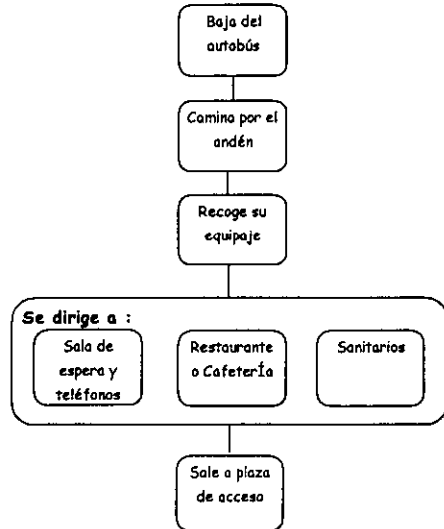 Baja del
autobús
Camina por el
andén
Recoge su
equipaje
Se dirige a :
Sala de
espera y
teléfonos
Restaurante
o Cafetería
Sanitarios
Sale a plaza
de acceso